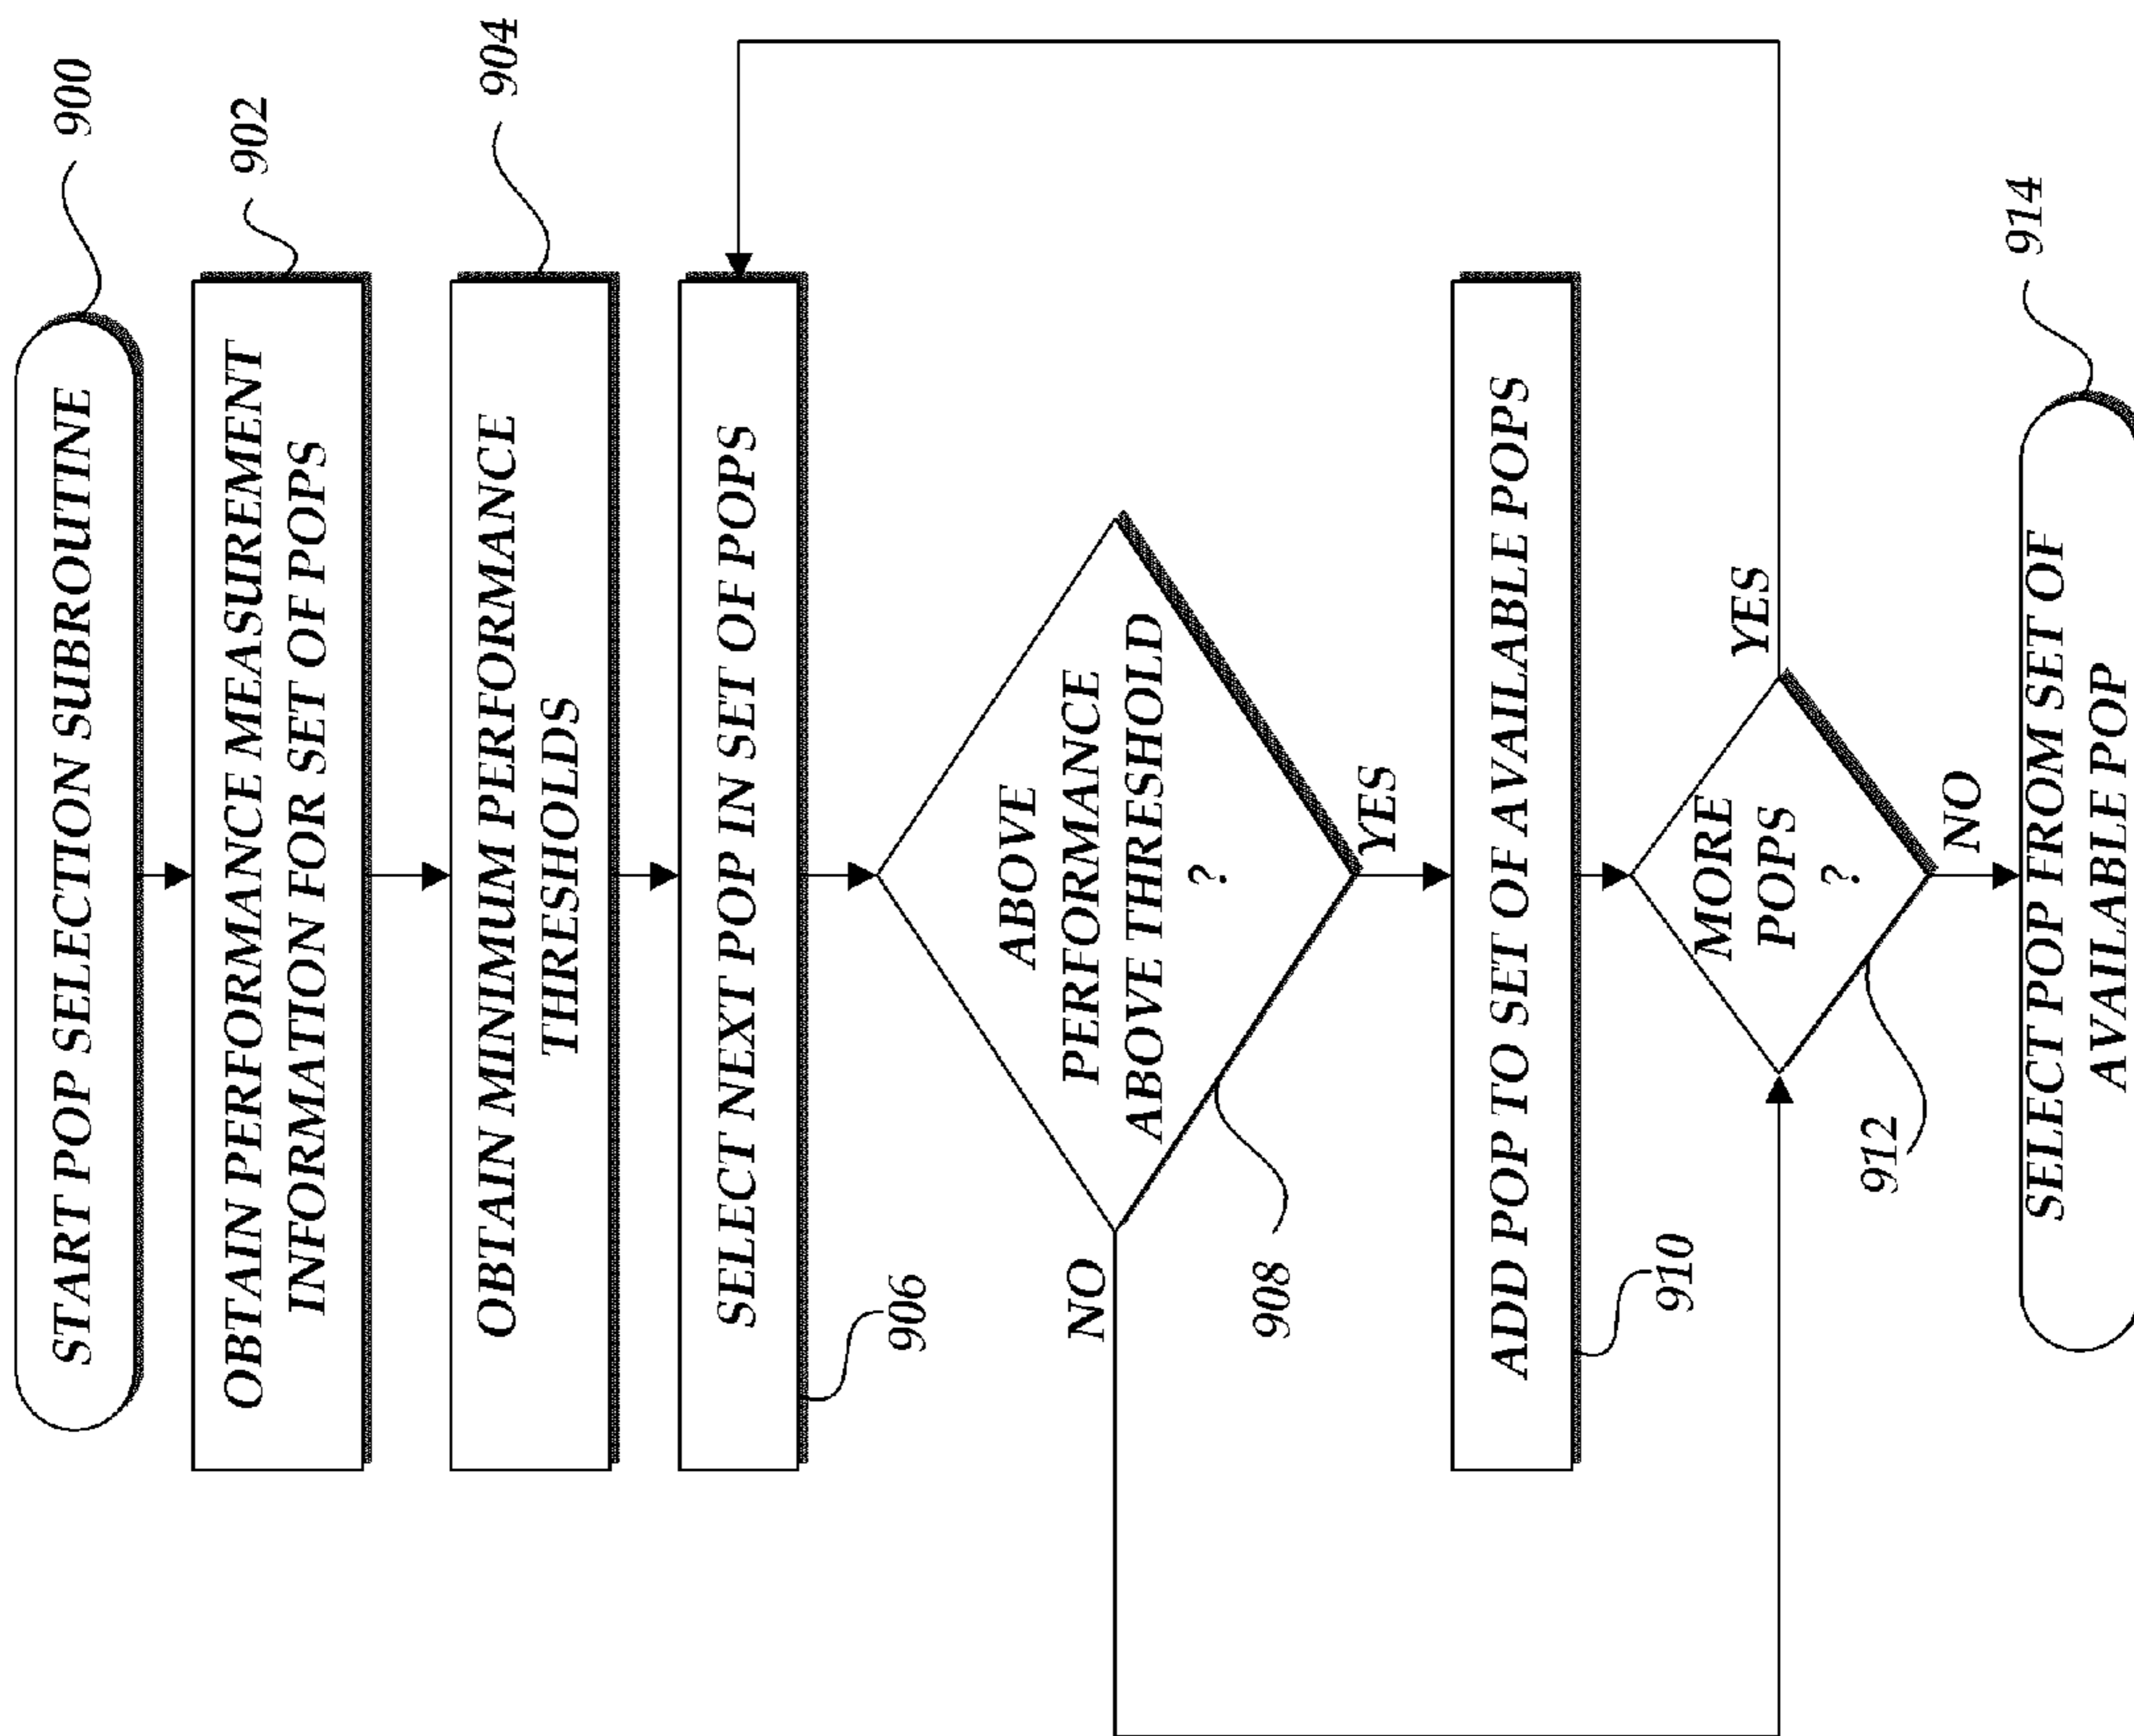 START POP SELECTION SUBROUTINE
900
OBTAIN PERFORMANCE MEASUREMENT
INFORMATION FOR SET OF POPS
902
OBTAIN MINIMUM PERFORMANCE
THRESHOLDS
904
SELECT NEXT POP IN SET OF POPS
906
ABOVE
PERFORMANCE
ABOVE THRESHOLD
?
908
NO
YES
ADD POP TO SET OF AVAILABLE POPS
910
MORE
POPS
?
912
YES
NO
SELECT POP FROM SET OF
AVAILABLE POP
914